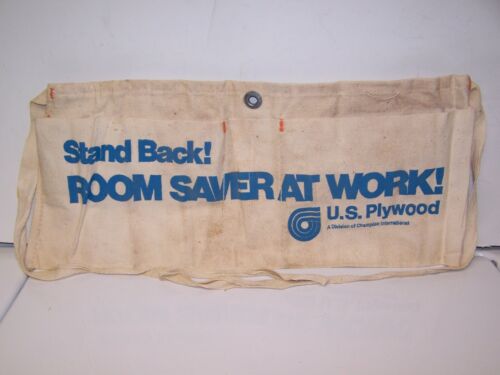 Stand Back!
ROOM SAVER AT WORK!
U.S. Plywood
A Division of Champion International